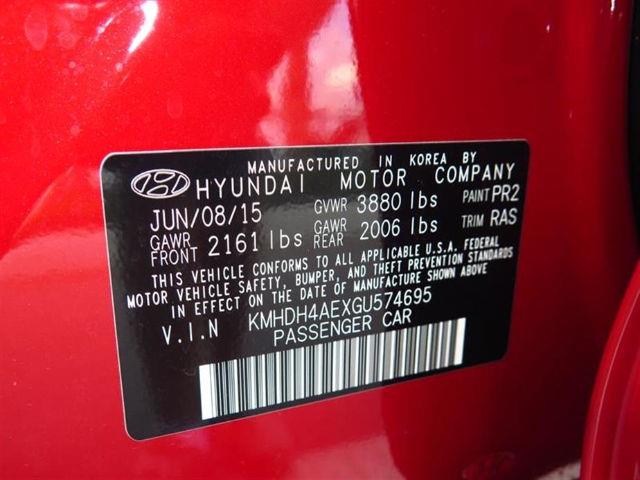 MANUFACTURED IN KOREA BY
HYUNDAI MOTOR COMPANY
JUN/08/15 GVWR 3880 lbs PAINT PR2
GAWR FRONT 2161 lbs GAWR REAR 2006 lbs TRIM RAS
THIS VEHICLE CONFORMS TO ALL APPLICABLE U.S.A. FEDERAL
MOTOR VEHICLE SAFETY, BUMPER, AND THEFT PREVENTION STANDARDS
IN EFFECT ON THE DATE OF MANUFACTURE SHOWN ABOVE.
V.I.N KMHDH4AEXGU574695
PASSENGER CAR